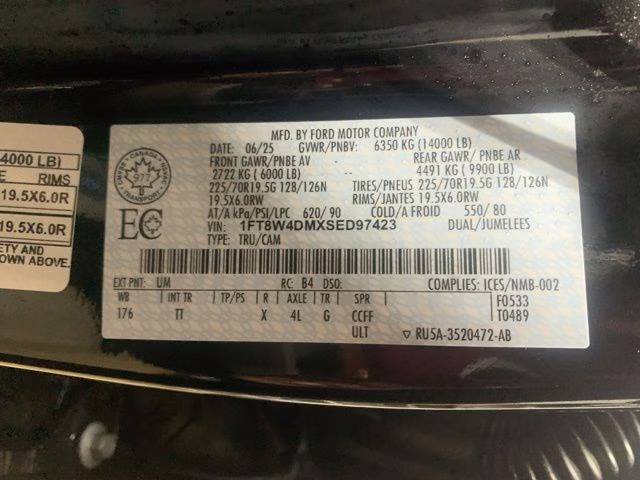 4000 LB)
E RIMS
19.5X6.0R
19.5X6.0R
ETY AND
OWN ABOVE.
CANADA
TRANSPORT
EC
MFD. BY FORD MOTOR COMPANY
DATE: 06/25 GVWR/PNBV: 6350 KG (14000 LB)
FRONT GAWR/PNBE AV REAR GAWR/ PNBE AR
2722 KG ( 6000 LB) 4491 KG ( 9900 LB)
225/70R19.5G 128/126N TIRES/PNEUS 225/70R19.5G 128/126N
19.5X6.0RW RIMS/JANTES 19.5X6.0RW
AT/A kPa/PSI/LPC 620/ 90 COLD/A FROID 550/ 80
VIN: 1FT8W4DMXSED97423 DUAL/JUMELEES
TYPE: TRU/CAM
EXT PNT: UM RC: B4 DSO: COMPLIES: ICES/NMB-002
WB INT TR TP/PS R AXLE TR SPR F0533
176 TT X 4L G CCFF T0489
ULT ▽ RU5A-3520472-AB